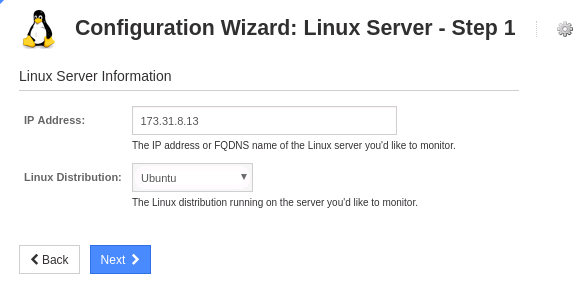 Configuration Wizard: Linux Server - Step 1
Linux Server Information
IP Address:
173.31.8.13
The IP address or FQDNS name of the Linux server you'd like to monitor.
Linux Distribution:
Ubuntu
The Linux distribution running on the server you'd like to monitor.
Back
Next